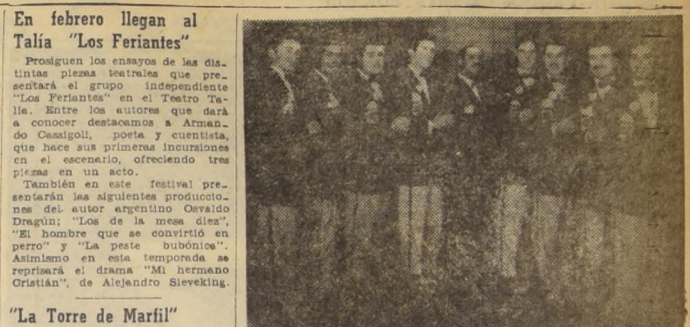 En febrero llegan al
Talía "Los Feriantes"
Prosiguen los ensayos de las dis-
tintas piezas teatrales que pre-
sentará el grupo independiente
"Los Feriantes" en el Teatro Ta-
lía. Entre los autores que dará
a conocer destacamos a Arman-
do Cassigoli, poeta y cuentista,
que hace sus primeras incursiones
en el escenario, ofreciendo tres
piezas en un acto.
También en este festival pre-
sentarán las siguientes produccio-
nes del autor argentino Osvaldo
Dragún; "Los de la mesa diez",
"El hombre que se convirtió en
perro" y "La peste bubónica".
Asimismo en esta temporada se
reprisará el drama "Mi hermano
Cristián", de Alejandro Sieveking.
"La Torre de Marfil"